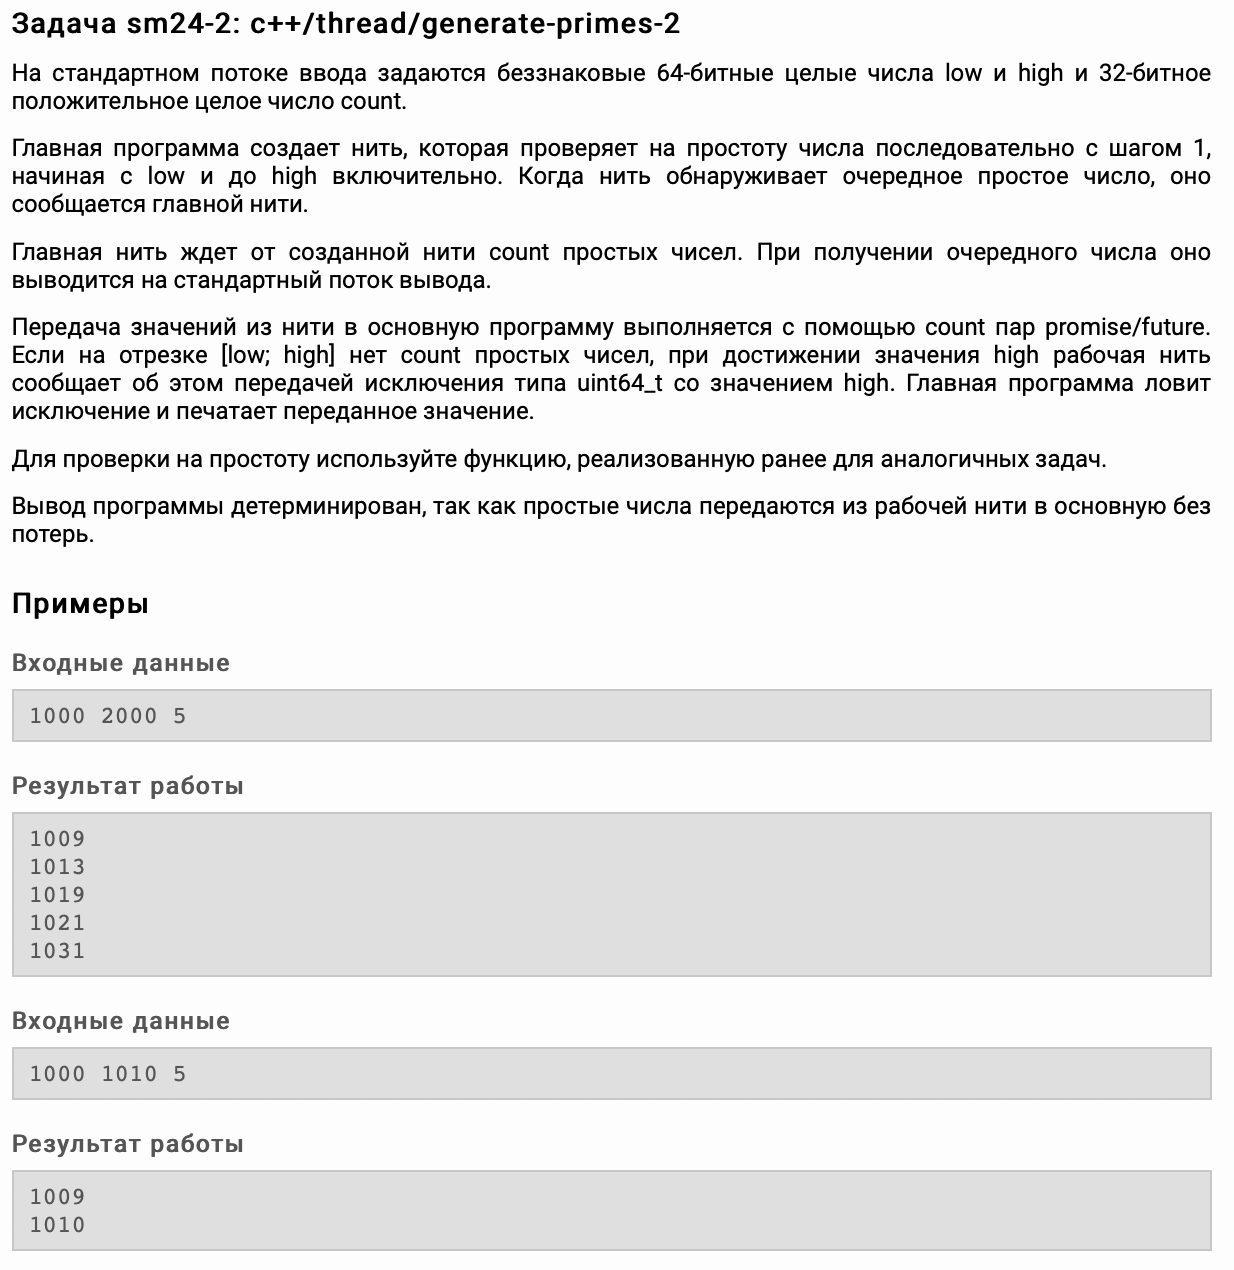 Задача sm24-2: c++/thread/generate-primes-2
На стандартном потоке ввода задаются беззнаковые 64-битные целые числа low и high и 32-битное
положительное целое число count.
Главная программа создает нить, которая проверяет на простоту числа последовательно с шагом 1,
начиная с low и до high включительно. Когда нить обнаруживает очередное простое число, оно
сообщается главной нити.
Главная нить ждет от созданной нити count простых чисел. При получении очередного числа оно
выводится на стандартный поток вывода.
Передача значений из нити в основную программу выполняется с помощью count пар promise/future.
Если на отрезке [low; high] нет count простых чисел, при достижении значения high рабочая нить
сообщает об этом передачей исключения типа uint64_t со значением high. Главная программа ловит
исключение и печатает переданное значение.
Для проверки на простоту используйте функцию, реализованную ранее для аналогичных задач.
Вывод программы детерминирован, так как простые числа передаются из рабочей нити в основную без
потерь.
Примеры
Входные данные
1000 2000 5
Результат работы
1009
1013
1019
1021
1031
Входные данные
1000 1010 5
Результат работы
1009
1010